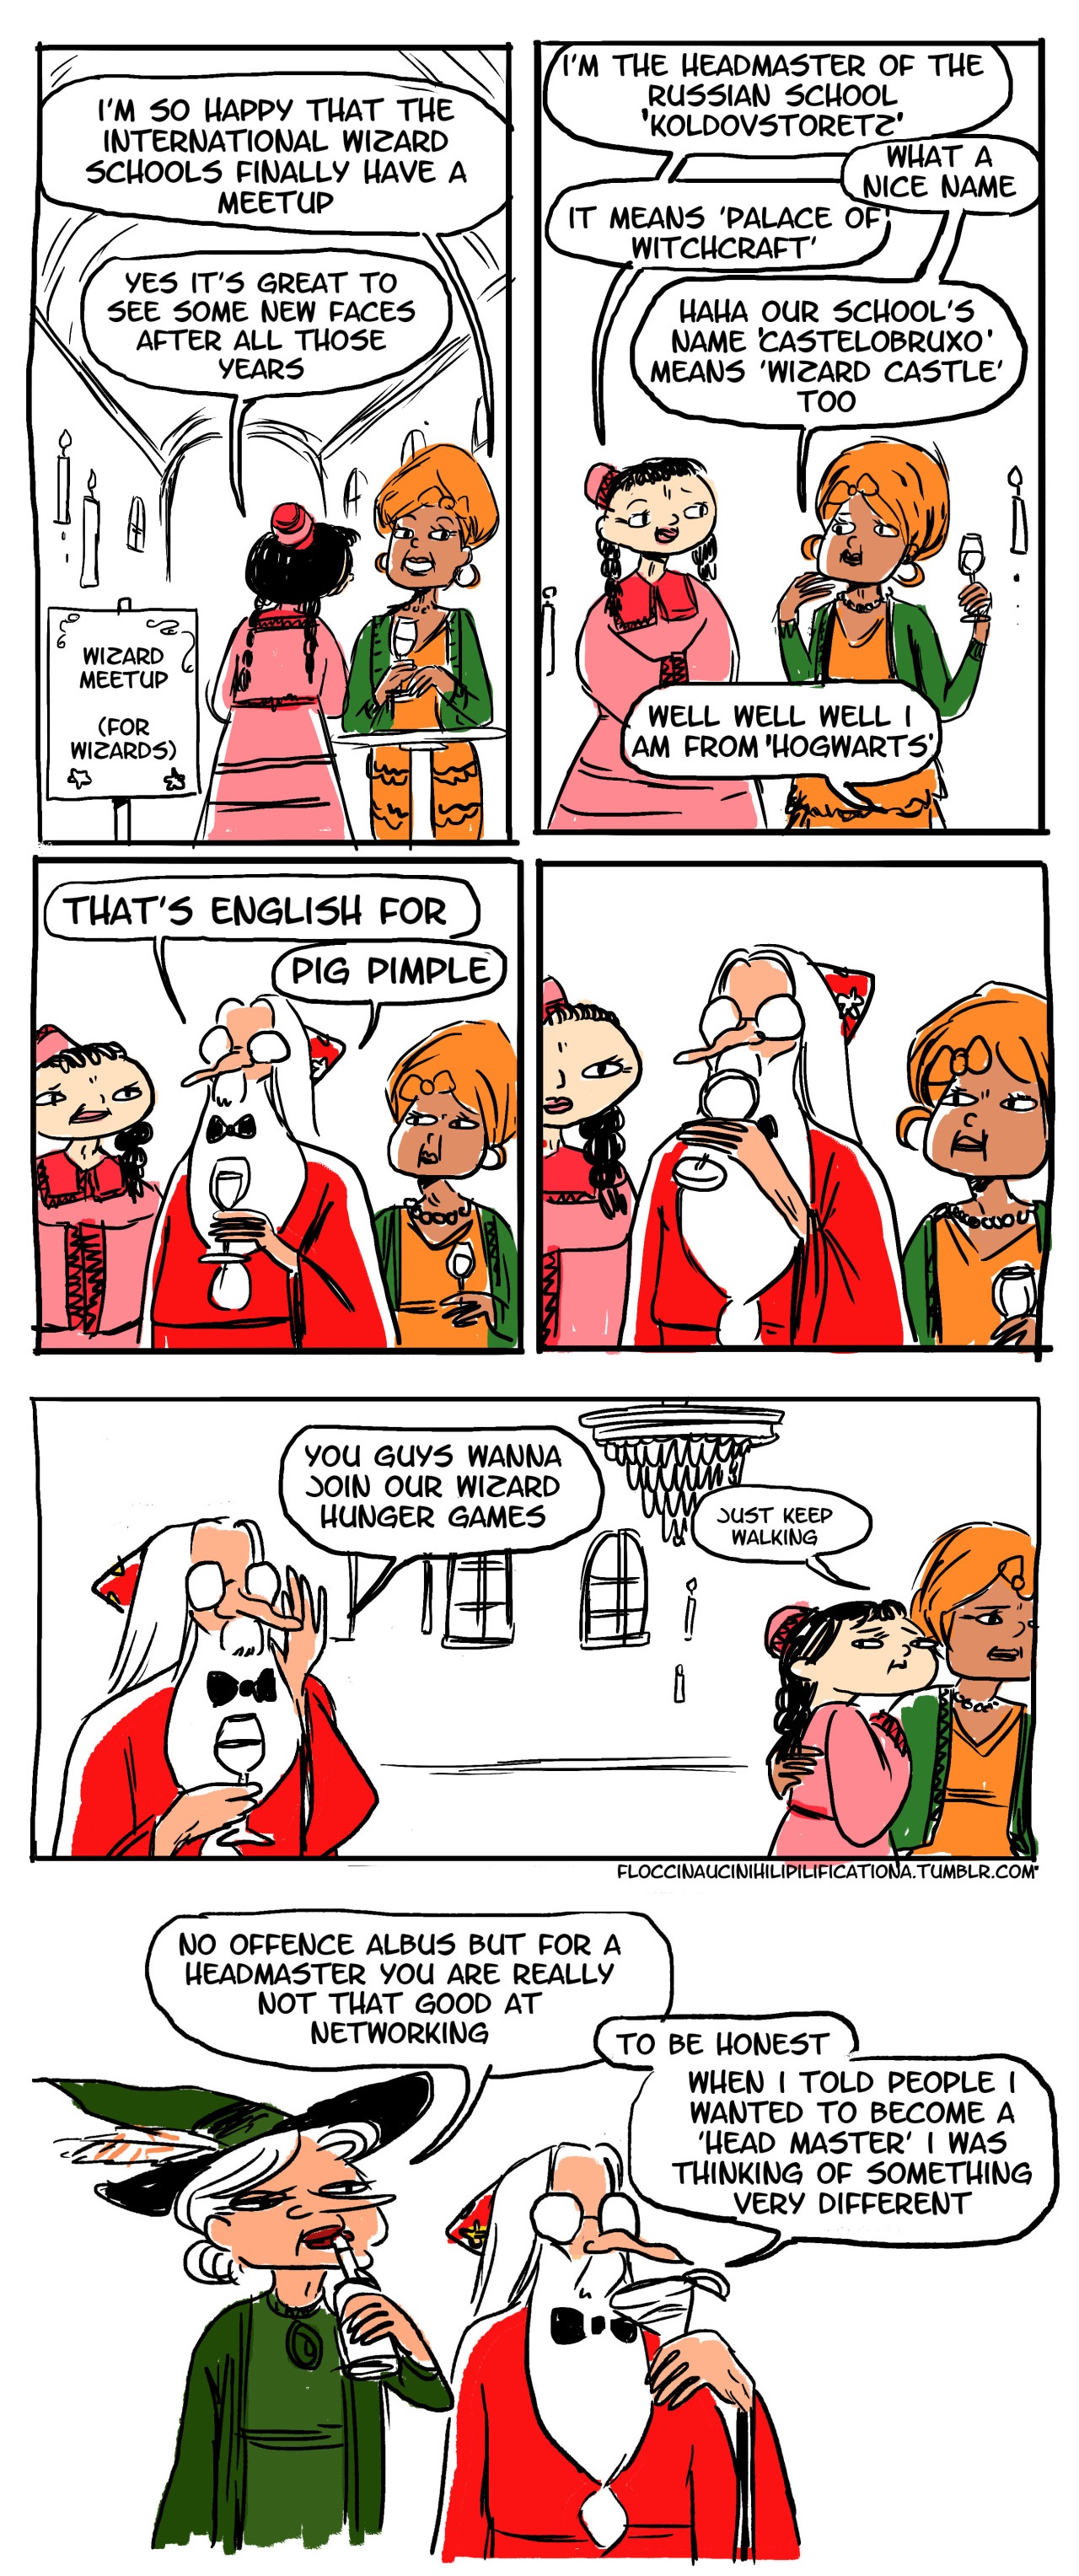 I'M SO HAPPY THAT THE
INTERNATIONAL WIZARD
SCHOOLS FINALLY HAVE A
MEETUP
YES IT'S GREAT TO
SEE SOME NEW FACES
AFTER ALL THOSE
YEARS
WIZARD
MEETUP
(FOR
WIZARDS)
I'M THE HEADMASTER OF THE
RUSSIAN SCHOOL
'KOLDOVSTORETZ'
IT MEANS 'PALACE OF
WITCHCRAFT'
WHAT A
NICE NAME
HAHA OUR SCHOOL'S
NAME 'CASTELOBRUXO'
MEANS 'WIZARD CASTLE'
TOO
WELL WELL WELL I
AM FROM 'HOGWARTS'
THAT'S ENGLISH FOR
PIG PIMPLE
YOU GUYS WANNA
JOIN OUR WIZARD
HUNGER GAMES
JUST KEEP
WALKING
FLOCCINAUCINIHILIPILIFICATIONA.TUMBLR.COM
NO OFFENCE ALBUS BUT FOR A
HEADMASTER YOU ARE REALLY
NOT THAT GOOD AT
NETWORKING
TO BE HONEST
WHEN I TOLD PEOPLE I
WANTED TO BECOME A
'HEAD MASTER' I WAS
THINKING OF SOMETHING
VERY DIFFERENT